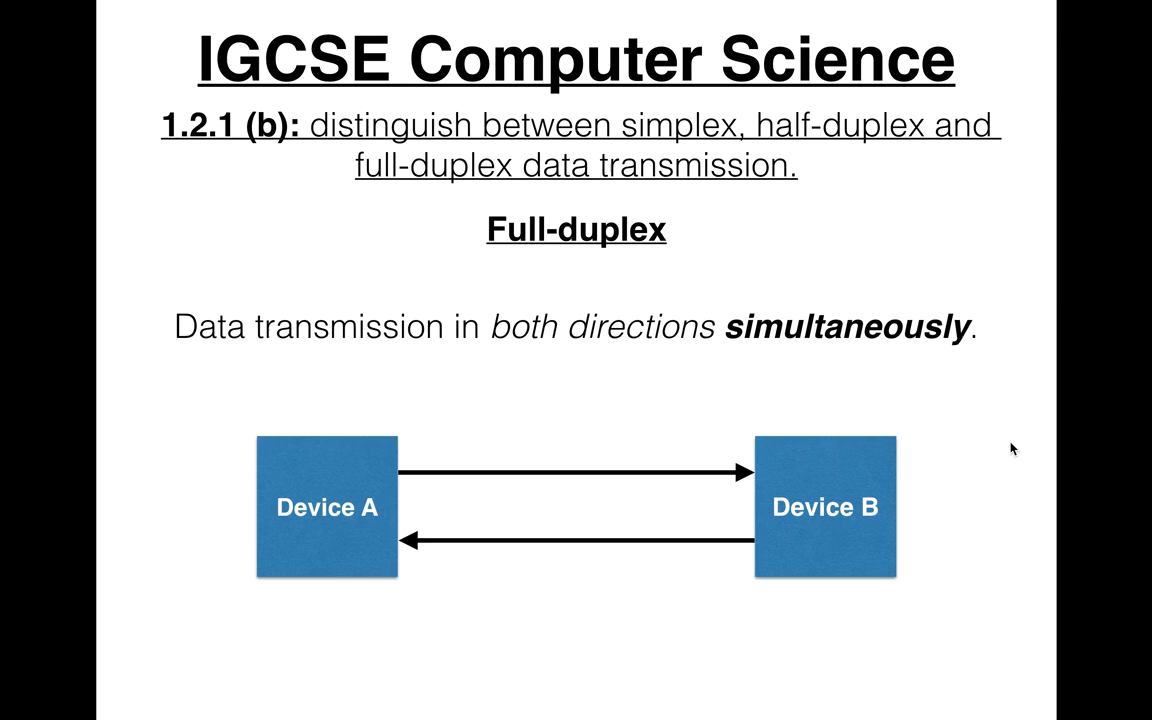 IGCSE Computer Science
1.2.1 (b): distinguish between simplex, half-duplex and
full-duplex data transmission.
Full-duplex
Data transmission in both directions simultaneously.
Device A
Device B